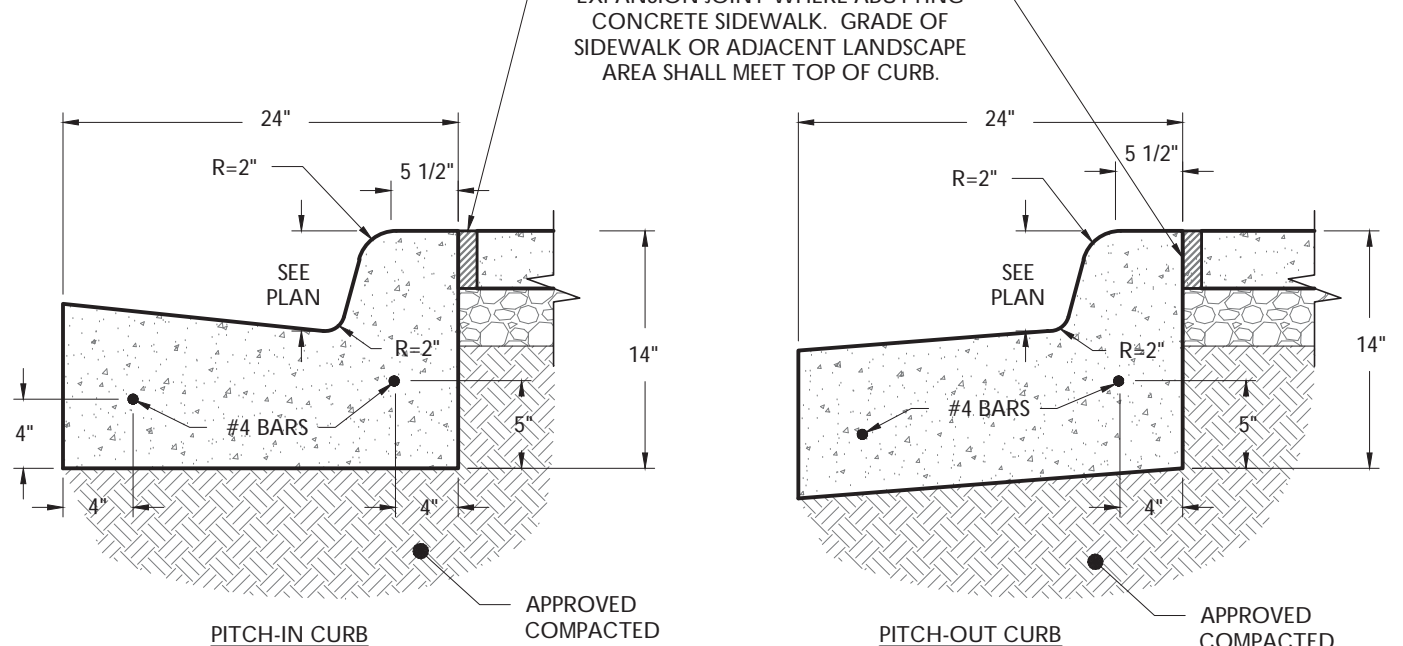 EXPANSION JOINT WHERE ABUTTING
CONCRETE SIDEWALK. GRADE OF
SIDEWALK OR ADJACENT LANDSCAPE
AREA SHALL MEET TOP OF CURB.
24"
R=2"
5 1/2"
SEE
PLAN
R=2"
14"
#4 BARS
4"
5"
4"
4"
APPROVED
COMPACTED
PITCH-IN CURB
24"
5 1/2"
R=2"
SEE
PLAN
R=2"
14"
#4 BARS
5"
4"
APPROVED
COMPACTED
PITCH-OUT CURB